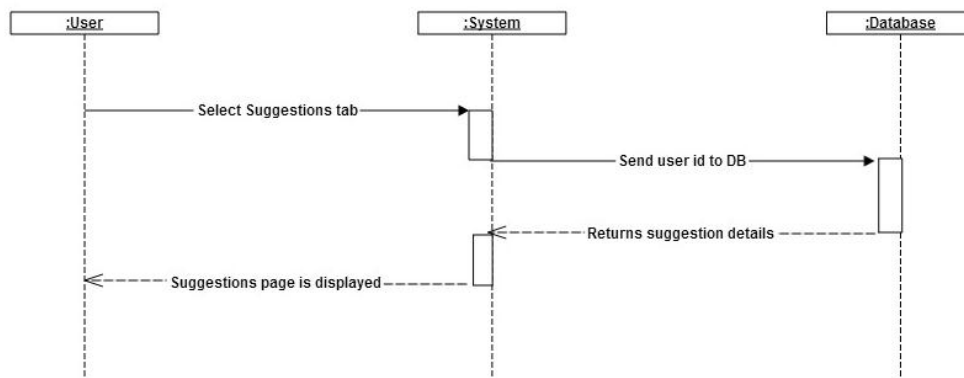 :User
:System
:Database
Select Suggestions tab
Send user id to DB
Returns suggestion details
Suggestions page is displayed